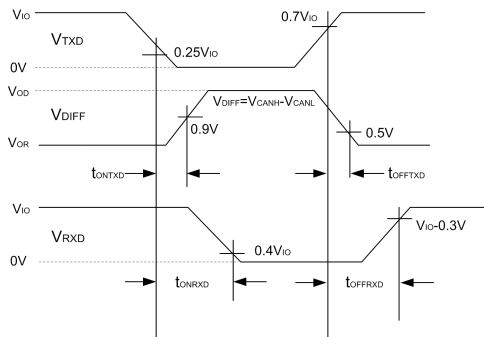 VIO
0.7VIO
VTXD
0.25VIO
0V
VOD
VDIFF=VCANH-VCANL
VDIFF
0.9V
0.5V
VOR
tONTXD
tOFFTXD
VIO
VRXD
VIO-0.3V
0V
0.4VIO
tONRXD
tOFFRXD